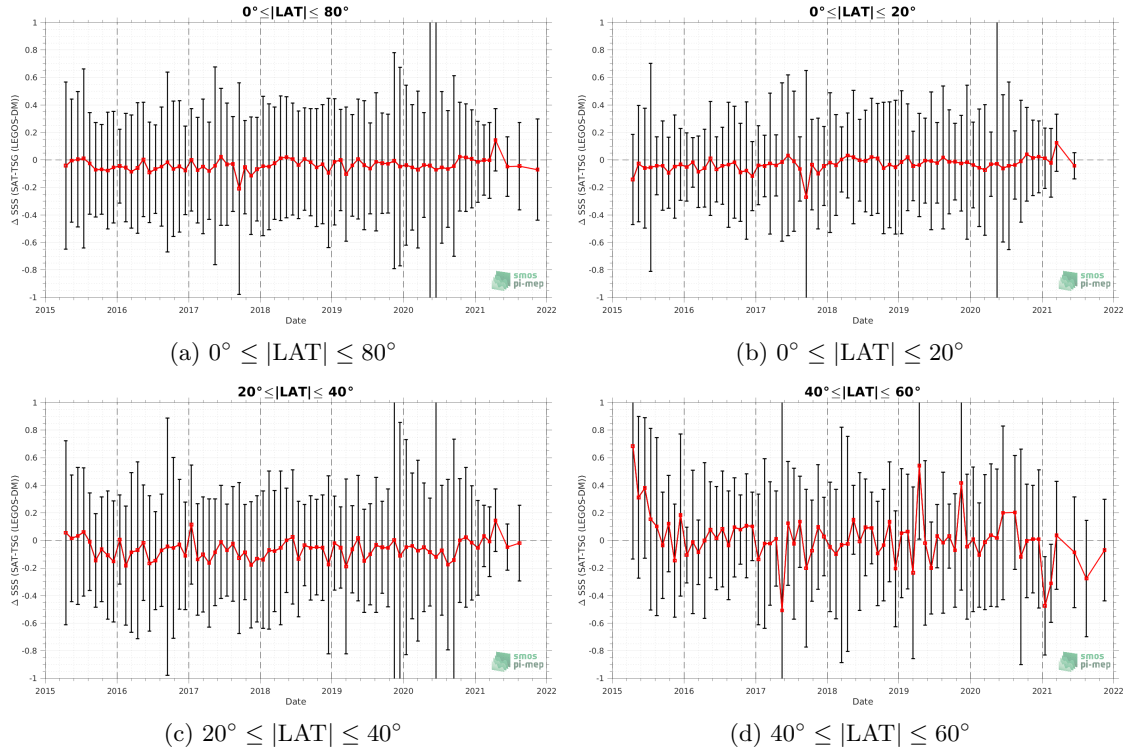 0°≤|LAT|≤ 80°
Δ SSS (SAT-TSG (LEGOS-DM))
1
0.8
0.6
0.4
0.2
0
-0.2
-0.4
-0.6
-0.8
-1
2015 2016 2017 2018 2019 2020 2021 2022
Date
smos
pi-mep
(a) 0° ≤ |LAT| ≤ 80°
0°≤|LAT|≤ 20°
Δ SSS (SAT-TSG (LEGOS-DM))
1
0.8
0.6
0.4
0.2
0
-0.2
-0.4
-0.6
-0.8
-1
2015 2016 2017 2018 2019 2020 2021 2022
Date
smos
pi-mep
(b) 0° ≤ |LAT| ≤ 20°
20°≤|LAT|≤ 40°
Δ SSS (SAT-TSG (LEGOS-DM))
1
0.8
0.6
0.4
0.2
0
-0.2
-0.4
-0.6
-0.8
-1
2015 2016 2017 2018 2019 2020 2021 2022
Date
smos
pi-mep
(c) 20° ≤ |LAT| ≤ 40°
40°≤|LAT|≤ 60°
Δ SSS (SAT-TSG (LEGOS-DM))
1
0.8
0.6
0.4
0.2
0
-0.2
-0.4
-0.6
-0.8
-1
2015 2016 2017 2018 2019 2020 2021 2022
Date
smos
pi-mep
(d) 40° ≤ |LAT| ≤ 60°